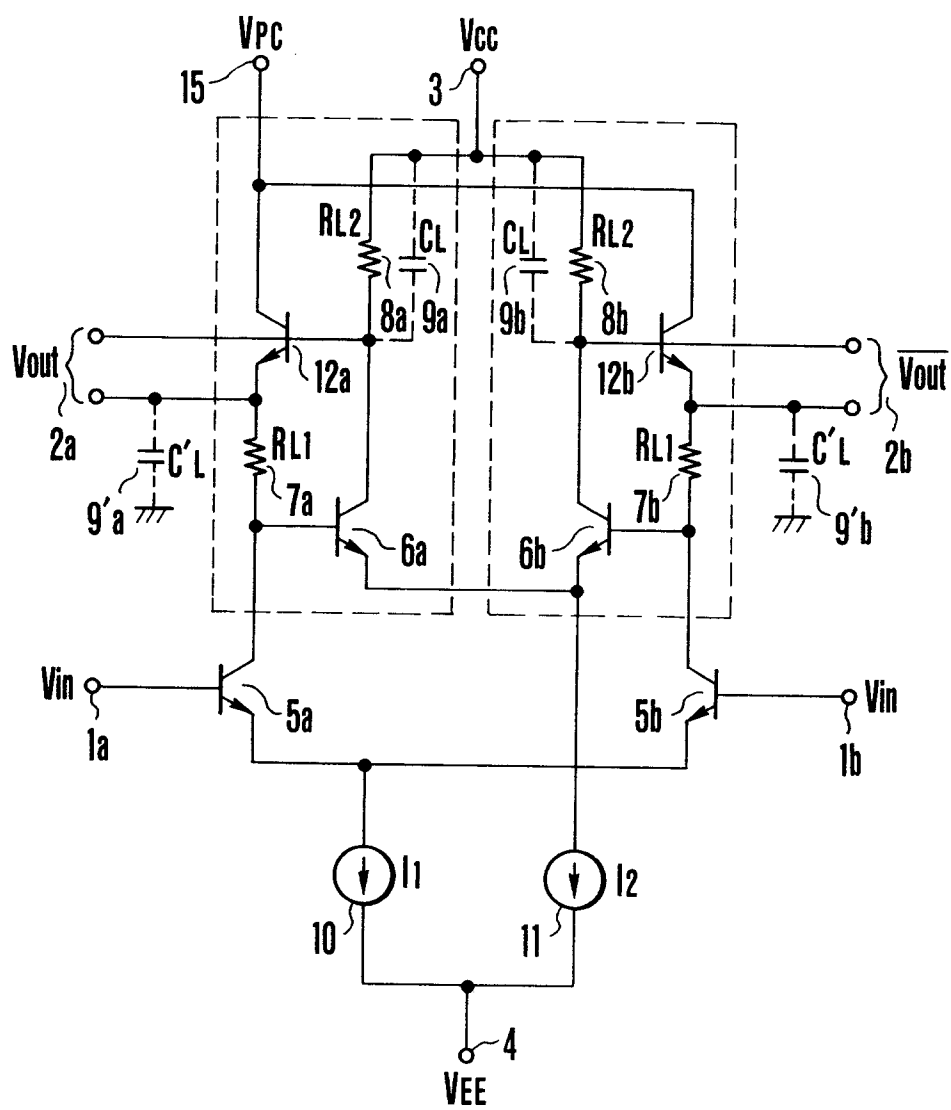 VPC
VCC
15
3
RL2
CL
CL
RL2
8a
9a
9b
8b
Vout
12a
12b
V̅o̅u̅t̅
2a
C'L
RL1
RL1
C'L
2b
9'a
7a
7b
9'b
6a
6b
Vin
5a
5b
Vin
1a
1b
I1
I2
10
11
4
VEE